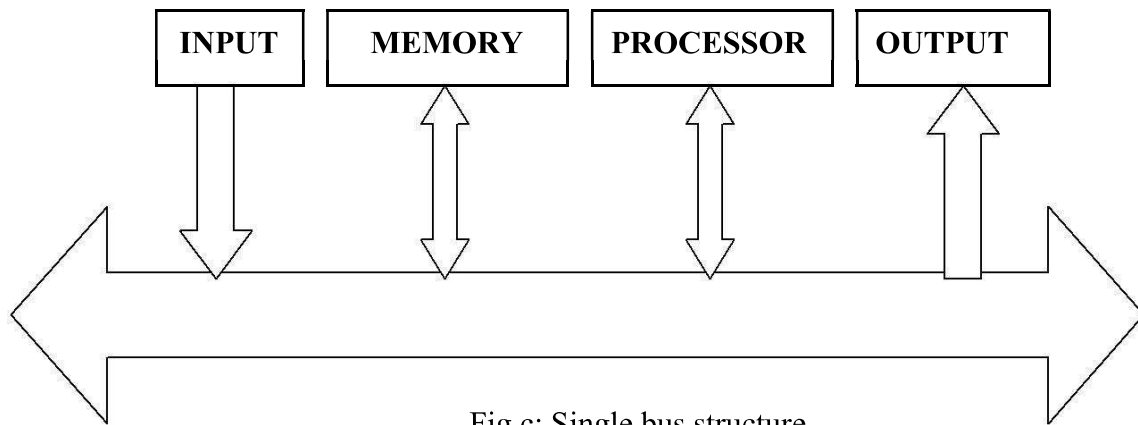 INPUT MEMORY PROCESSOR OUTPUT
Fig c: Single bus structure